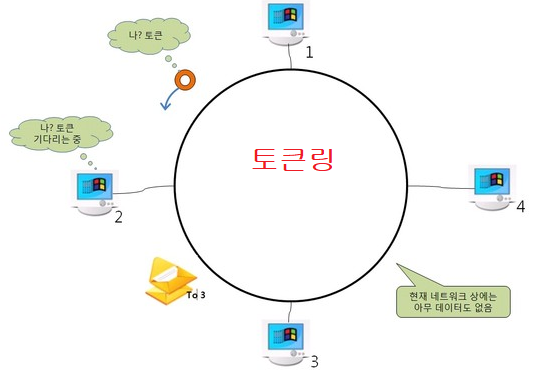 나? 토큰
1
나? 토큰
기다리는 중
토큰링
2
4
To 3
현재 네트워크 상에는
아무 데이터도 없음
3